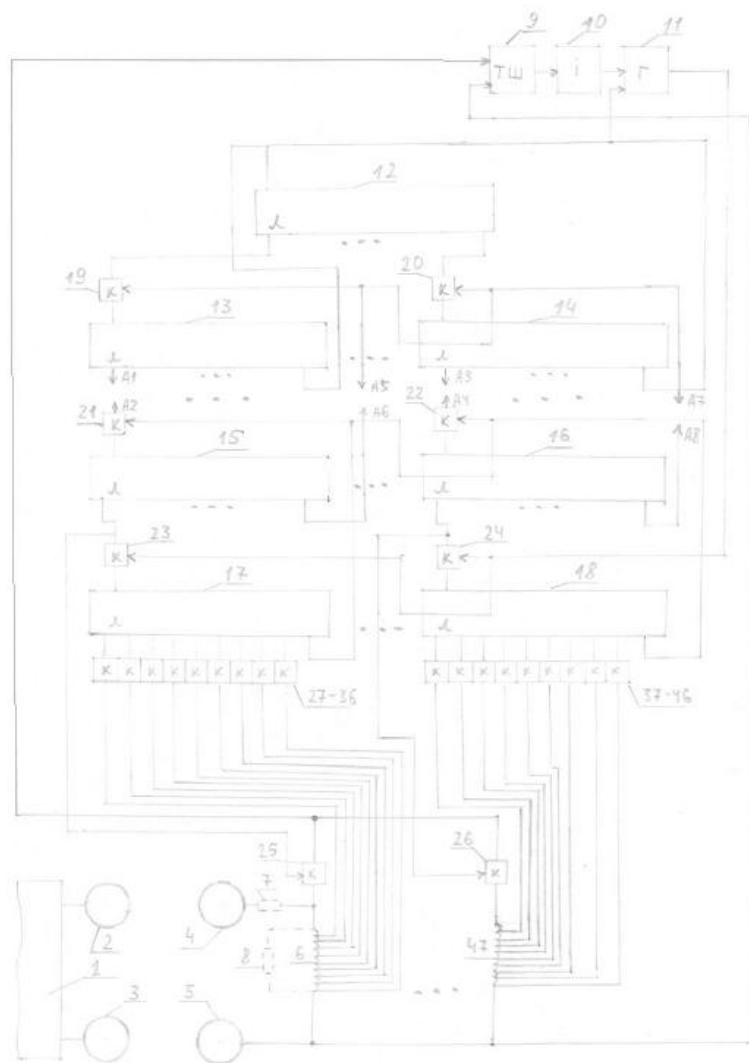 9 10 11
ТШ i Г
12
л
19 К 20 К
13 14
л л
А1 А3
А5 А7
21 А2 22 А4
К К
А6 А8
15 16
л л
23 К 24 К
17 18
л л
К К К К К К К К К К К К К К К К К К
27-36 37-46
25 К 26 К
7
2 4
8 6 47
1
3 5